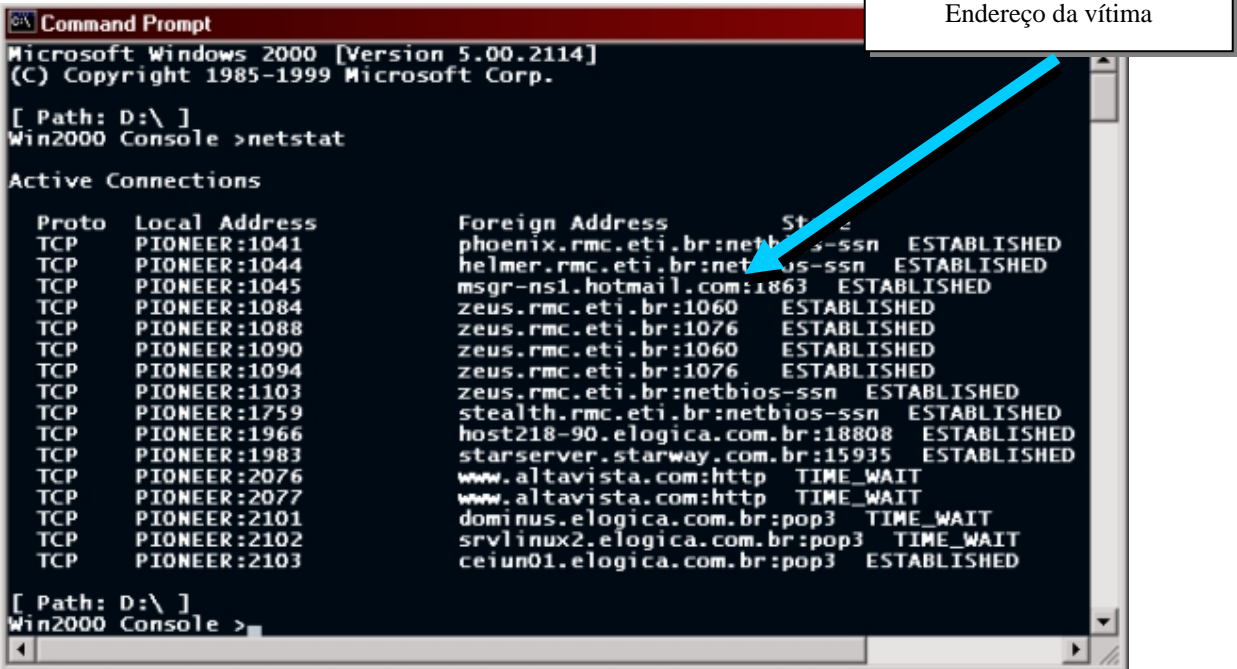 Endereço da vítima
Command Prompt
Microsoft Windows 2000 [Version 5.00.2114]
(C) Copyright 1985-1999 Microsoft Corp.
[ Path: D:\ ]
Win2000 Console >netstat
Active Connections
Proto Local Address Foreign Address
TCP PIONEER:1041 phoenix.rmc.eti.br:netbios-ssn ESTABLISHED
TCP PIONEER:1044 helmer.rmc.eti.br:netbios-ssn ESTABLISHED
TCP PIONEER:1045 msgr-ns1.hotmail.com:1863 ESTABLISHED
TCP PIONEER:1084 zeus.rmc.eti.br:1060 ESTABLISHED
TCP PIONEER:1088 zeus.rmc.eti.br:1076 ESTABLISHED
TCP PIONEER:1090 zeus.rmc.eti.br:1060 ESTABLISHED
TCP PIONEER:1094 zeus.rmc.eti.br:1076 ESTABLISHED
TCP PIONEER:1103 zeus.rmc.eti.br:netbios-ssn ESTABLISHED
TCP PIONEER:1759 stealth.rmc.eti.br:netbios-ssn ESTABLISHED
TCP PIONEER:1966 host218-90.elogica.com.br:18808 ESTABLISHED
TCP PIONEER:1983 starserver.starway.com.br:15935 ESTABLISHED
TCP PIONEER:2076 www.altavista.com:http TIME_WAIT
TCP PIONEER:2077 www.altavista.com:http TIME_WAIT
TCP PIONEER:2101 dominus.elogica.com.br:pop3 TIME_WAIT
TCP PIONEER:2102 srvlinux2.elogica.com.br:pop3 TIME_WAIT
TCP PIONEER:2103 ceiun01.elogica.com.br:pop3 ESTABLISHED
[ Path: D:\ ]
Win2000 Console >